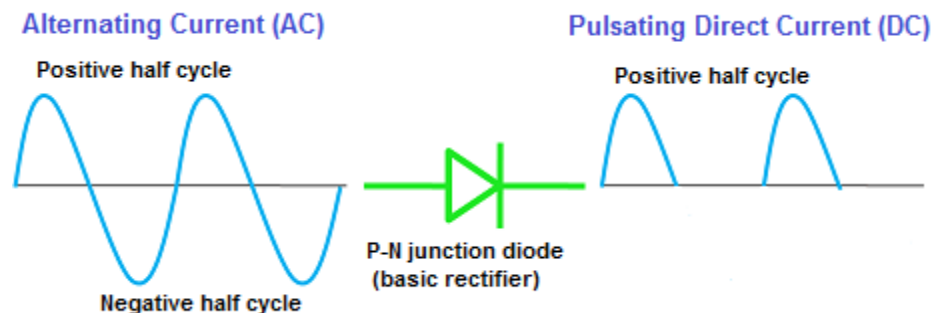 Alternating Current (AC)
Pulsating Direct Current (DC)
Positive half cycle
Positive half cycle
P-N junction diode
(basic rectifier)
Negative half cycle